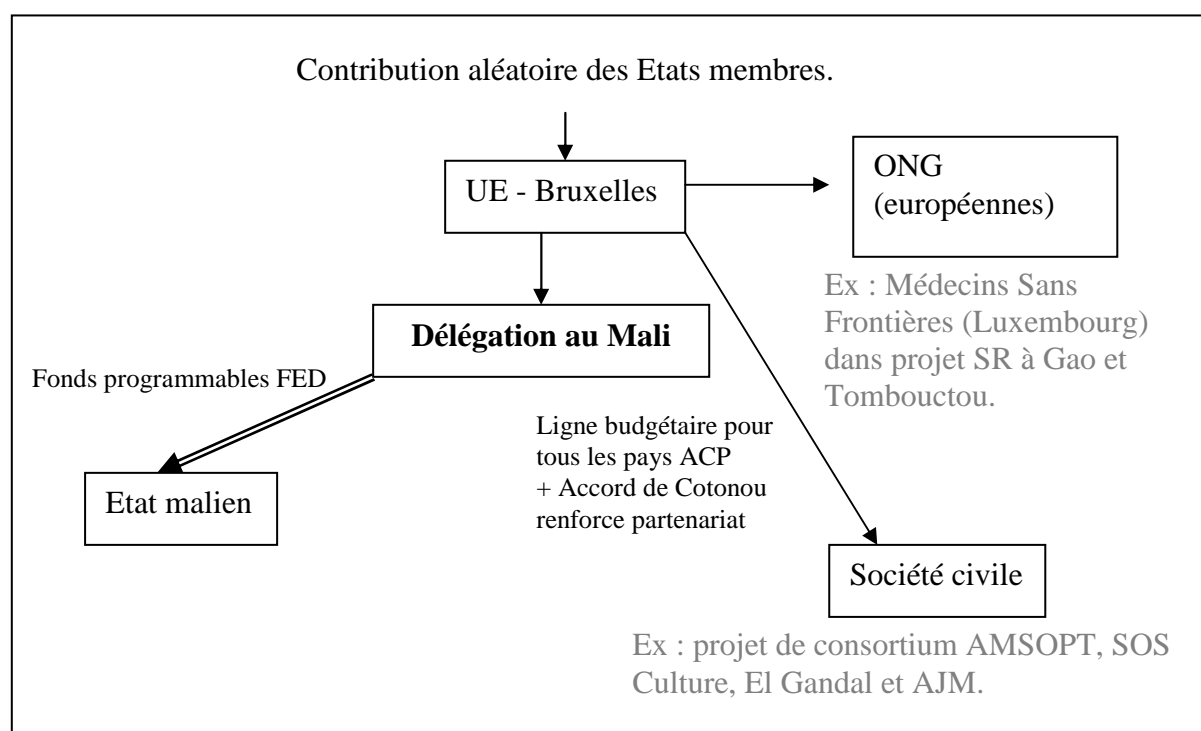 Contribution aléatoire des Etats membres.
UE - Bruxelles
ONG
(européennes)
Ex : Médecins Sans
Frontières (Luxembourg)
dans projet SR à Gao et
Tombouctou.
Délégation au Mali
Fonds programmables FED
Ligne budgétaire pour
tous les pays ACP
+ Accord de Cotonou
renforce partenariat
Etat malien
Société civile
Ex : projet de consortium AMSOPT, SOS
Culture, El Gandal et AJM.